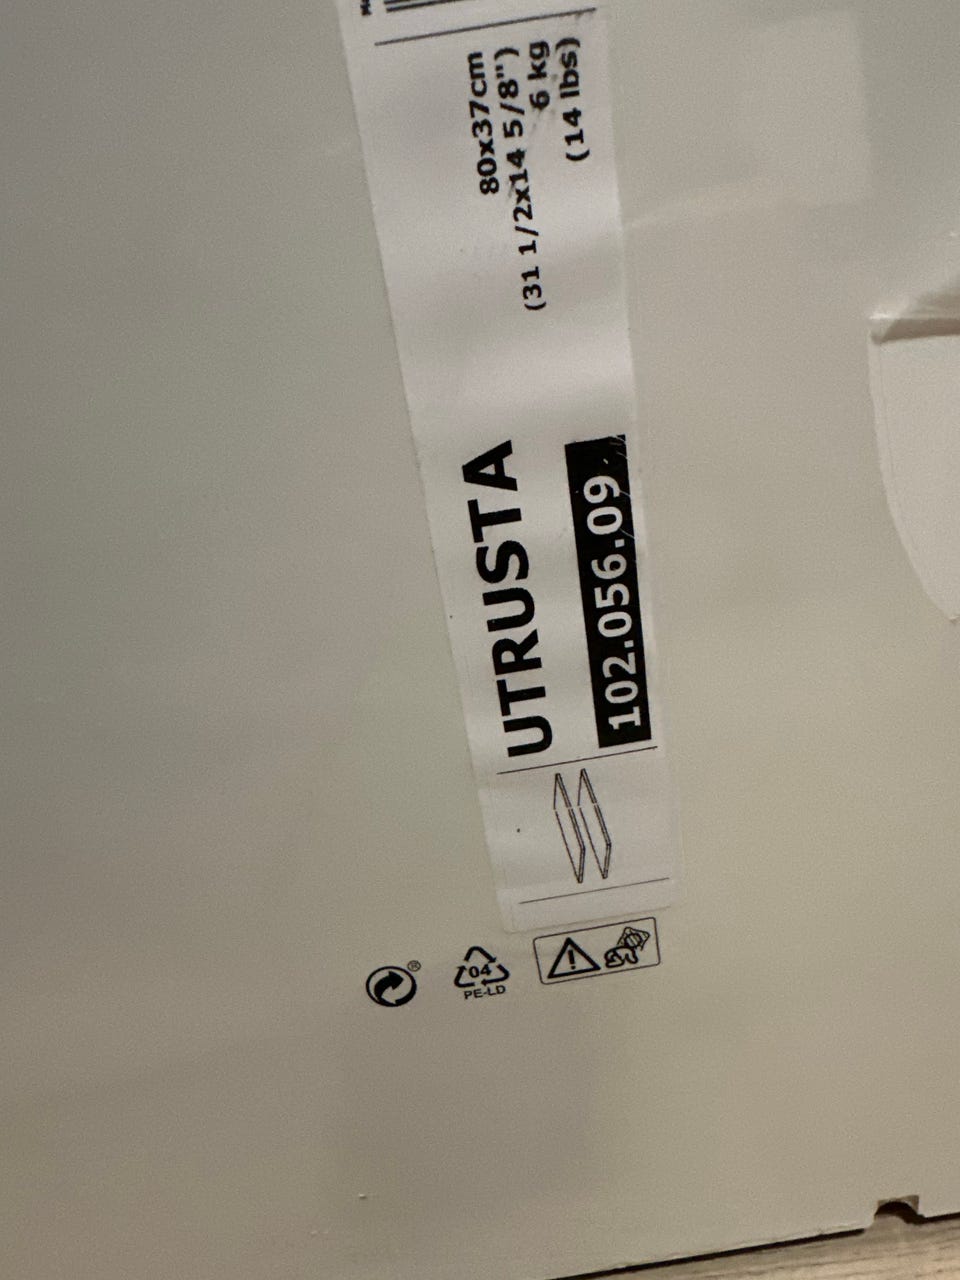 UTRUSTA
102.056.09
80x37cm
(31 1/2x14 5/8")
6 kg
(14 lbs)
®
04
PE-LD